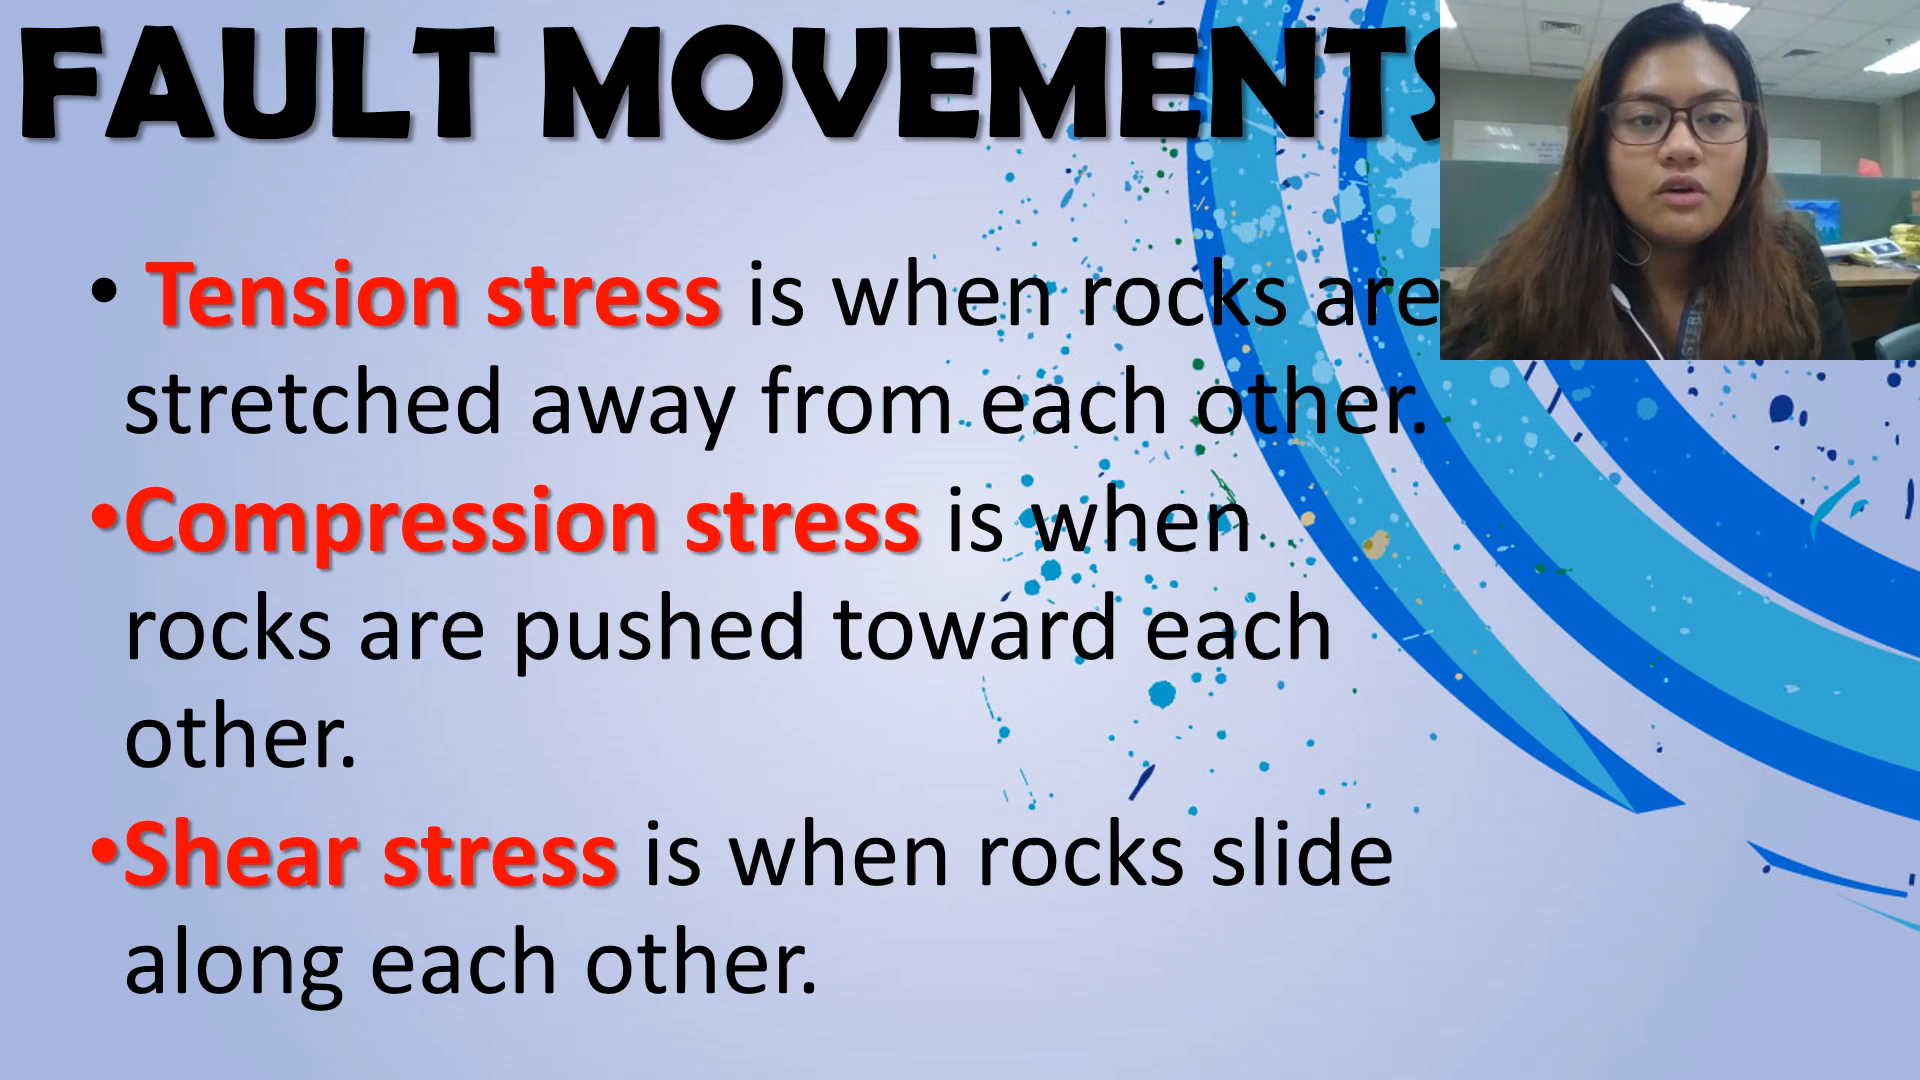 FAULT MOVEMENTS
• Tension stress is when rocks are
stretched away from each other.
•Compression stress is when
rocks are pushed toward each
other.
•Shear stress is when rocks slide
along each other.